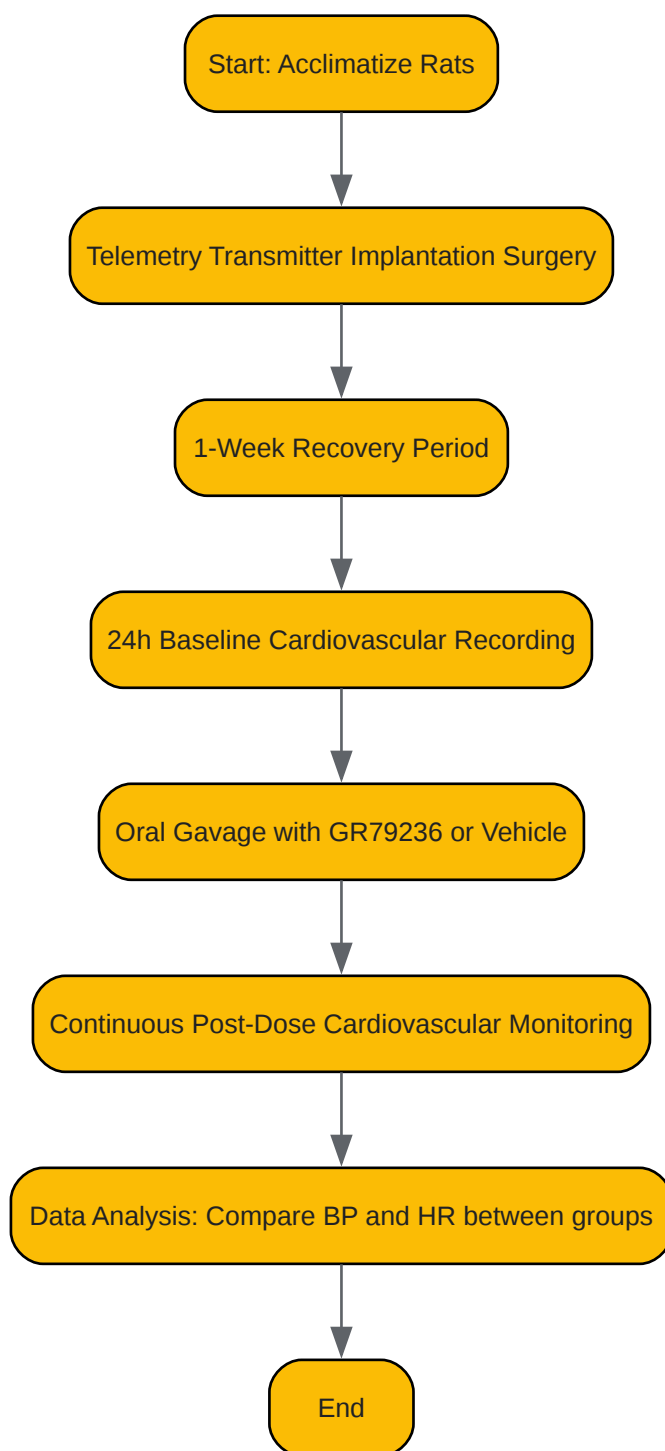 Start: Acclimatize Rats
Telemetry Transmitter Implantation Surgery
1-Week Recovery Period
24h Baseline Cardiovascular Recording
Oral Gavage with GR79236 or Vehicle
Continuous Post-Dose Cardiovascular Monitoring
Data Analysis: Compare BP and HR between groups
End